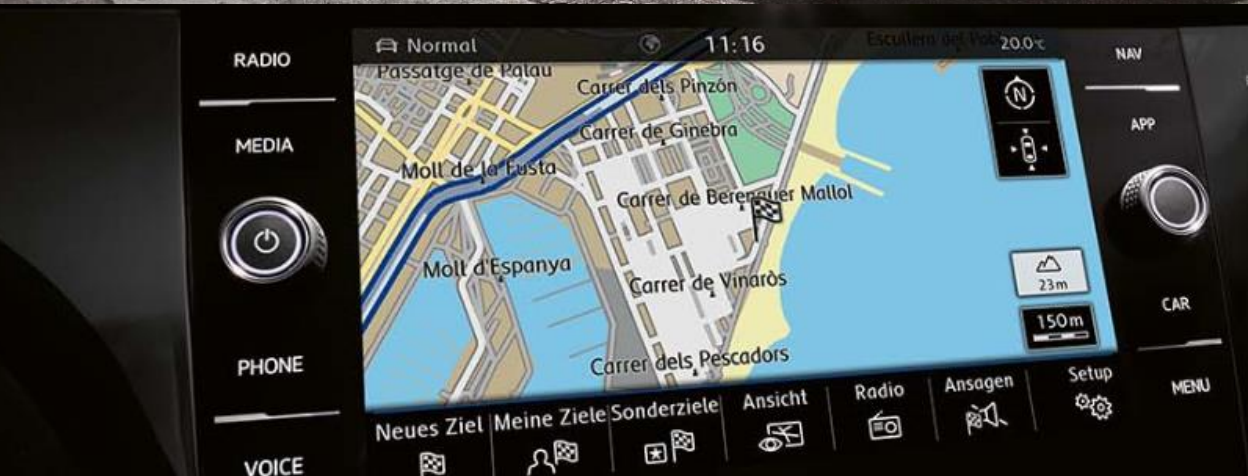 RADIO
MEDIA
PHONE
VOICE
Normal
11:16
Escullera del
20.0°C
Passatge de Palau
Carrer dels Pinzón
Carrer de Ginebra
Moll de la Fusta
Carrer de Berenguer Mallol
Moll d'Espanya
Carrer de Vinaròs
Carrer dels Pescadors
N
23m
150m
Neues Ziel
Meine Ziele
Sonderziele
Ansicht
Radio
Ansagen
Setup
NAV
APP
CAR
MENU